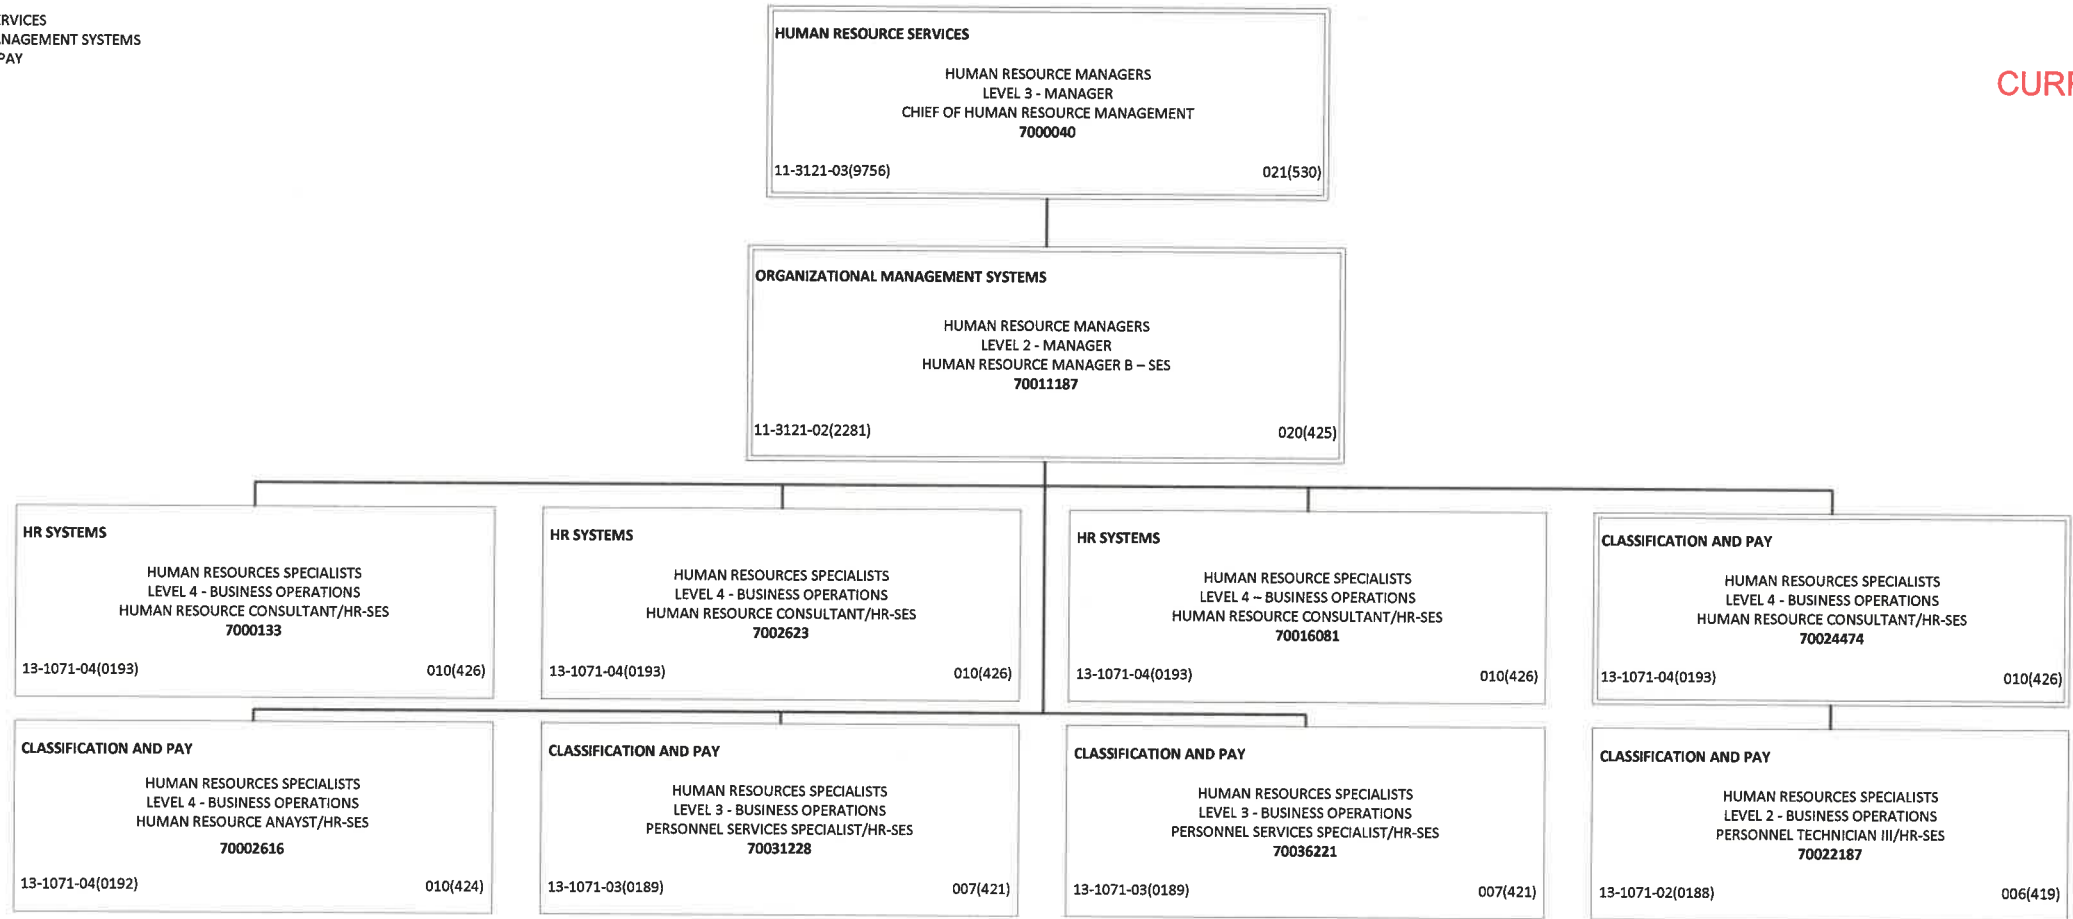 ERVICES
NAGEMENT SYSTEMS
PAY
CURR
HUMAN RESOURCE SERVICES
HUMAN RESOURCE MANAGERS
LEVEL 3 - MANAGER
CHIEF OF HUMAN RESOURCE MANAGEMENT
7000040
11-3121-03(9756) 021(530)
ORGANIZATIONAL MANAGEMENT SYSTEMS
HUMAN RESOURCE MANAGERS
LEVEL 2 - MANAGER
HUMAN RESOURCE MANAGER B – SES
70011187
11-3121-02(2281) 020(425)
HR SYSTEMS
HUMAN RESOURCES SPECIALISTS
LEVEL 4 - BUSINESS OPERATIONS
HUMAN RESOURCE CONSULTANT/HR-SES
7000133
13-1071-04(0193) 010(426)
HR SYSTEMS
HUMAN RESOURCES SPECIALISTS
LEVEL 4 - BUSINESS OPERATIONS
HUMAN RESOURCE CONSULTANT/HR-SES
7002623
13-1071-04(0193) 010(426)
HR SYSTEMS
HUMAN RESOURCE SPECIALISTS
LEVEL 4 – BUSINESS OPERATIONS
HUMAN RESOURCE CONSULTANT/HR-SES
70016081
13-1071-04(0193) 010(426)
CLASSIFICATION AND PAY
HUMAN RESOURCES SPECIALISTS
LEVEL 4 - BUSINESS OPERATIONS
HUMAN RESOURCE CONSULTANT/HR-SES
70024474
13-1071-04(0193) 010(426)
CLASSIFICATION AND PAY
HUMAN RESOURCES SPECIALISTS
LEVEL 4 - BUSINESS OPERATIONS
HUMAN RESOURCE ANAYST/HR-SES
70002616
13-1071-04(0192) 010(424)
CLASSIFICATION AND PAY
HUMAN RESOURCES SPECIALISTS
LEVEL 3 - BUSINESS OPERATIONS
PERSONNEL SERVICES SPECIALIST/HR-SES
70031228
13-1071-03(0189) 007(421)
CLASSIFICATION AND PAY
HUMAN RESOURCES SPECIALISTS
LEVEL 3 - BUSINESS OPERATIONS
PERSONNEL SERVICES SPECIALIST/HR-SES
70036221
13-1071-03(0189) 007(421)
CLASSIFICATION AND PAY
HUMAN RESOURCES SPECIALISTS
LEVEL 2 - BUSINESS OPERATIONS
PERSONNEL TECHNICIAN III/HR-SES
70022187
13-1071-02(0188) 006(419)